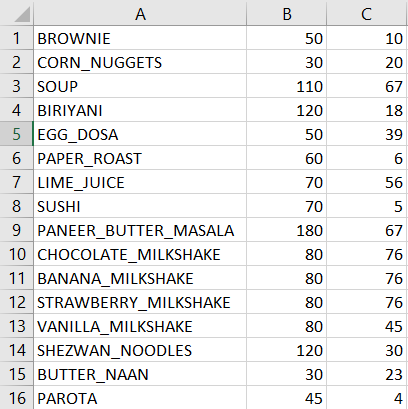 A B C
1 BROWNIE 50 10
2 CORN_NUGGETS 30 20
3 SOUP 110 67
4 BIRIYANI 120 18
5 EGG_DOSA 50 39
6 PAPER_ROAST 60 6
7 LIME_JUICE 70 56
8 SUSHI 70 5
9 PANEER_BUTTER_MASALA 180 67
10 CHOCOLATE_MILKSHAKE 80 76
11 BANANA_MILKSHAKE 80 76
12 STRAWBERRY_MILKSHAKE 80 76
13 VANILLA_MILKSHAKE 80 45
14 SHEZWAN_NOODLES 120 30
15 BUTTER_NAAN 30 23
16 PAROTA 45 4